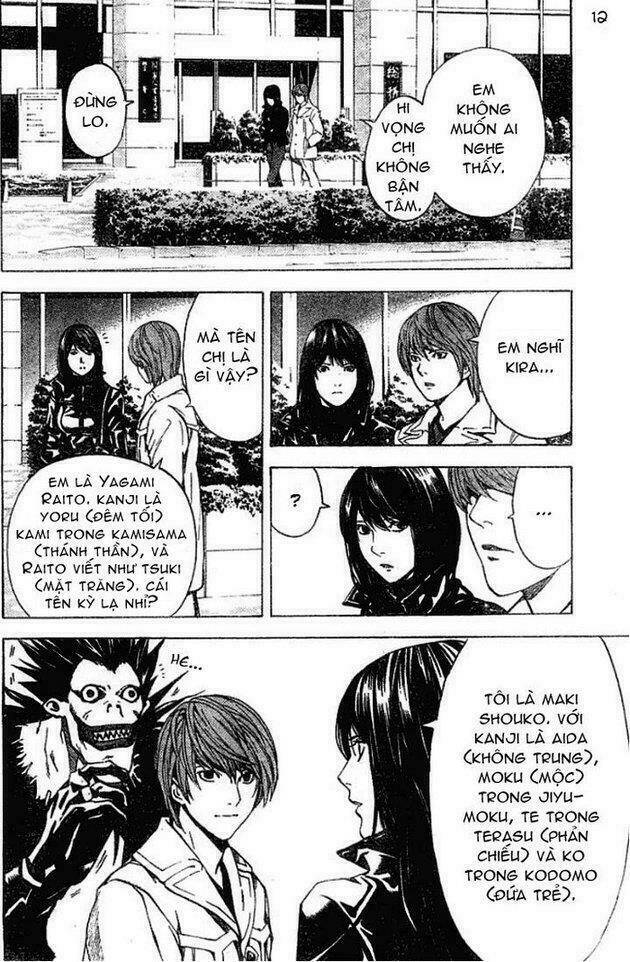 12
EM
KHÔNG
MUỐN AI
NGHE
THẤY.
HI
VỌNG
CHỊ
KHÔNG
BẬN
TÂM.
ĐỪNG
LO.
EM NGHĨ
KIRA...
MÀ TÊN
CHỊ LÀ
GÌ VẬY?
...
?
EM LÀ YAGAMI
RAITO. KANJI LÀ
YORU (ĐÊM TỐI)
KAMI TRONG KAMISAMA
(THÁNH THẦN), VÀ
RAITO VIẾT NHƯ TSUKI
(MẶT TRĂNG). CÁI
TÊN KỲ LẠ NHỈ?
HE...
TÔI LÀ MAKI
SHOUKO. VỚI
KANJI LÀ AIDA
(KHÔNG TRUNG),
MOKU (MỘC)
TRONG JIYU-
MOKU, TE TRONG
TERASU (PHẢN
CHIẾU) VÀ KO
TRONG KODOMO
(ĐỨA TRẺ).